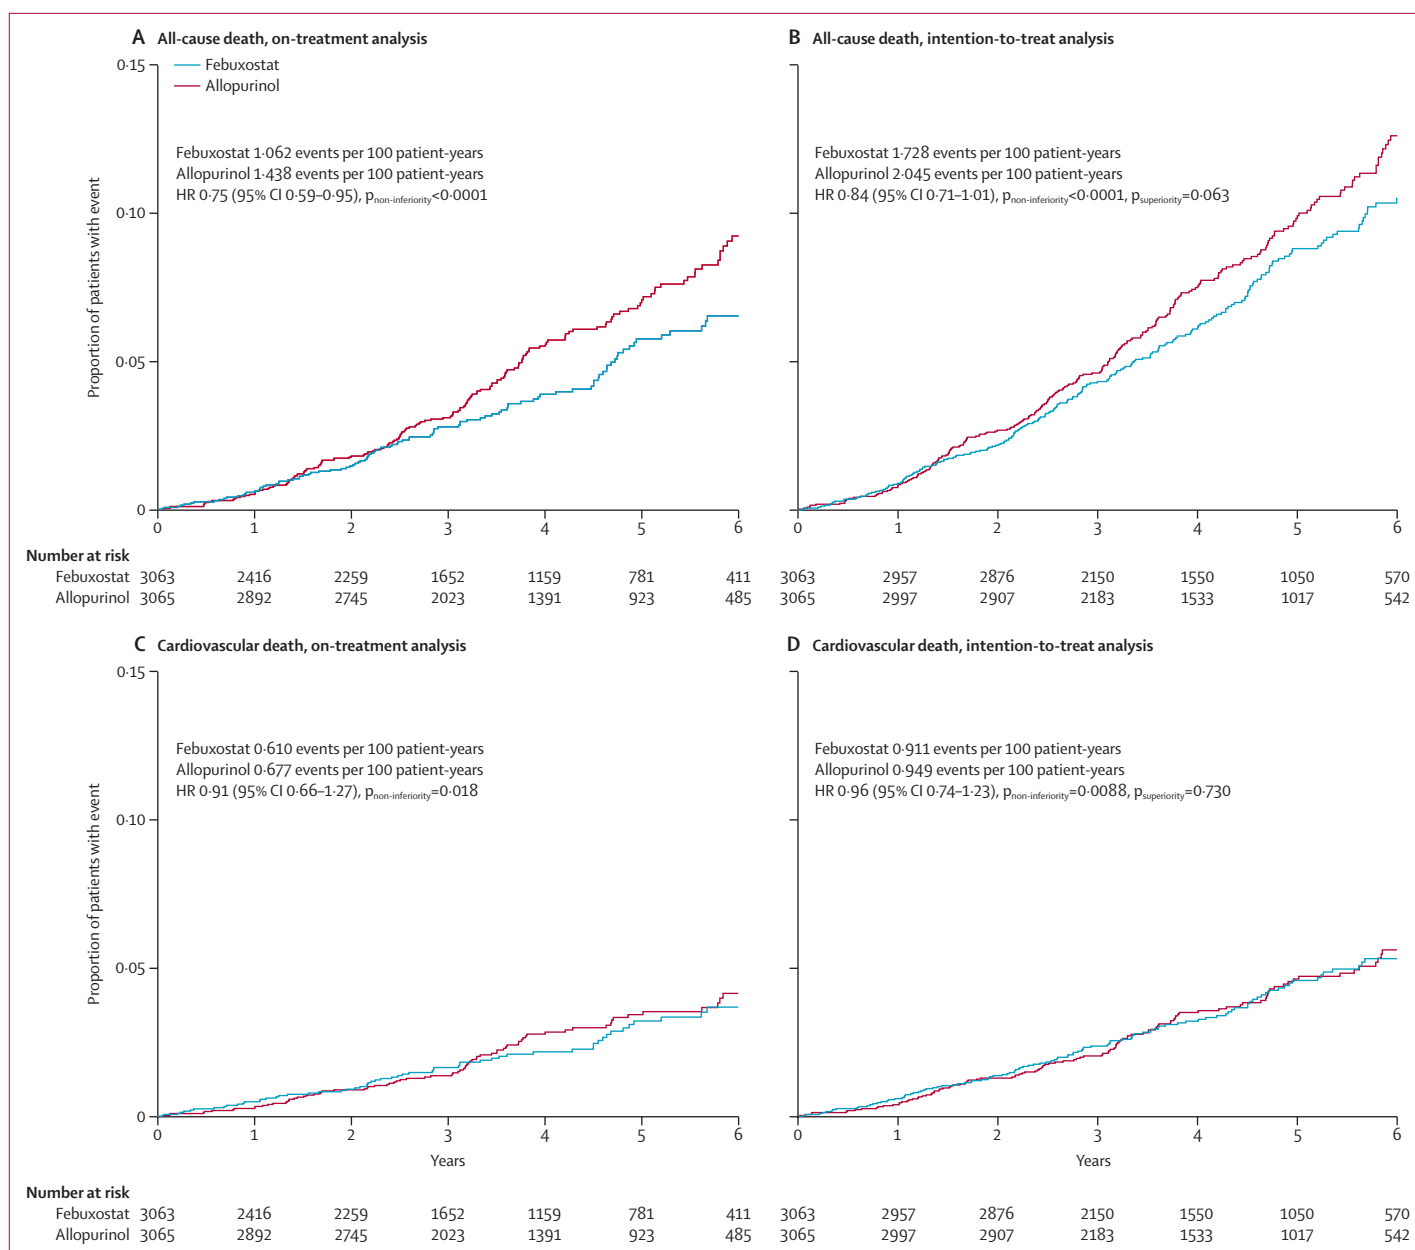 A All-cause death, on-treatment analysis
0·15
Febuxostat
Allopurinol
Febuxostat 1·062 events per 100 patient-years
Allopurinol 1·438 events per 100 patient-years
HR 0·75 (95% CI 0·59–0·95), pnon-inferiority<0·0001
0·10
0·05
0
Proportion of patients with event
0 1 2 3 4 5 6
B All-cause death, intention-to-treat analysis
Febuxostat 1·728 events per 100 patient-years
Allopurinol 2·045 events per 100 patient-years
HR 0·84 (95% CI 0·71–1·01), pnon-inferiority<0·0001, psuperiority=0·063
0 1 2 3 4 5 6
Number at risk
Febuxostat 3063 2416 2259 1652 1159 781 411 3063 2957 2876 2150 1550 1050 570
Allopurinol 3065 2892 2745 2023 1391 923 485 3065 2997 2907 2183 1533 1017 542
C Cardiovascular death, on-treatment analysis
0·15
Febuxostat 0·610 events per 100 patient-years
Allopurinol 0·677 events per 100 patient-years
HR 0·91 (95% CI 0·66–1·27), pnon-inferiority=0·018
0·10
0·05
0
Proportion of patients with event
0 1 2 3 4 5 6
Years
D Cardiovascular death, intention-to-treat analysis
Febuxostat 0·911 events per 100 patient-years
Allopurinol 0·949 events per 100 patient-years
HR 0·96 (95% CI 0·74–1·23), pnon-inferiority=0·0088, psuperiority=0·730
0 1 2 3 4 5 6
Years
Number at risk
Febuxostat 3063 2416 2259 1652 1159 781 411 3063 2957 2876 2150 1550 1050 570
Allopurinol 3065 2892 2745 2023 1391 923 485 3065 2997 2907 2183 1533 1017 542